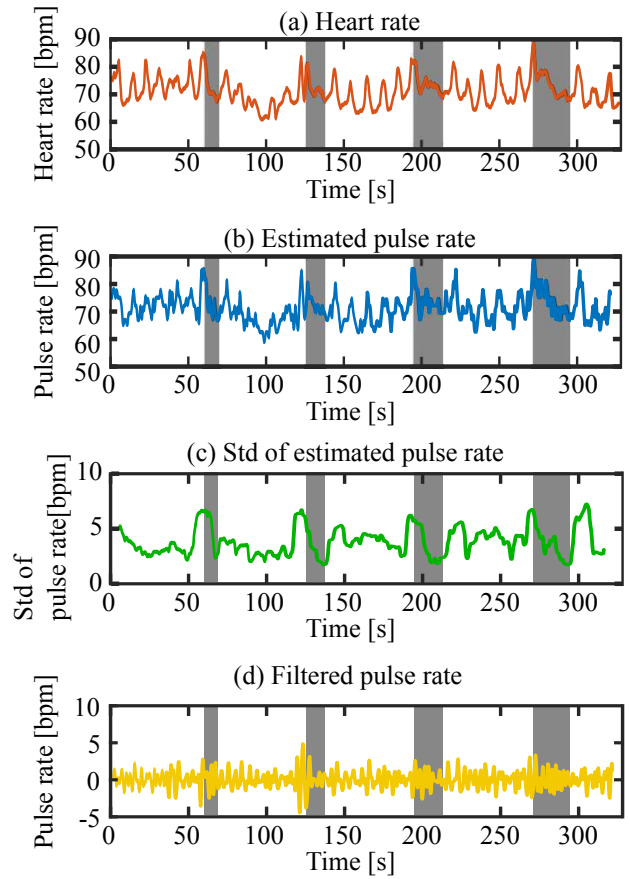 (a) Heart rate
Heart rate [bpm]
90
80
70
60
50
0 50 100 150 200 250 300
Time [s]
(b) Estimated pulse rate
Pulse rate [bpm]
90
80
70
60
50
0 50 100 150 200 250 300
Time [s]
(c) Std of estimated pulse rate
Std of
pulse rate[bpm]
10
5
0
0 50 100 150 200 250 300
Time [s]
(d) Filtered pulse rate
Pulse rate [bpm]
10
5
0
-5
0 50 100 150 200 250 300
Time [s]